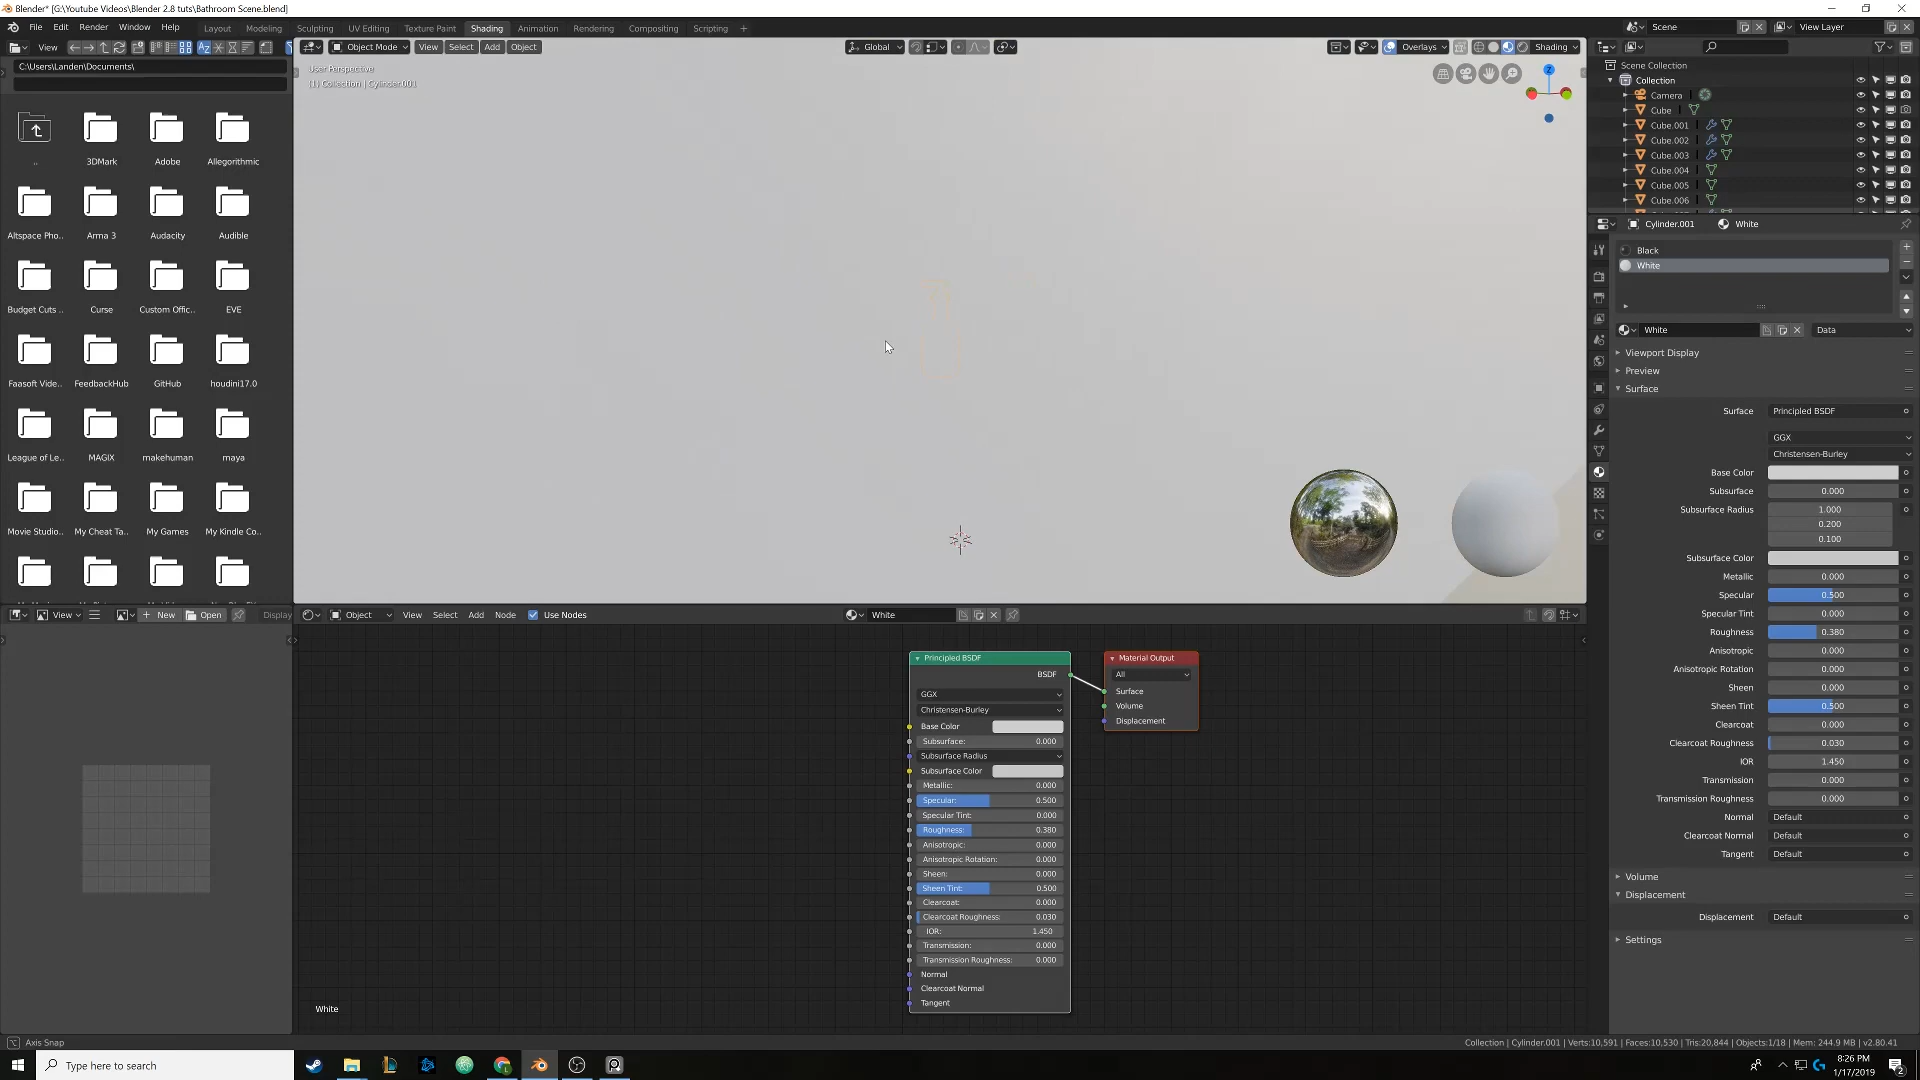 Blender* [G:\Youtube Videos\Blender 2.8 tuts\Bathroom Scene.blend]
File Edit Render Window Help Layout Modeling Sculpting UV Editing Texture Paint Shading Animation Rendering Compositing Scripting + Scene View Layer
View Object Mode View Select Add Object Global Overlays Shading
C:\Users\Landen\Documents\
User Perspective
(1) Collection | Cylinder.001
Z
Scene Collection
Collection
Camera
Cube
Cube.001
Cube.002
Cube.003
Cube.004
Cube.005
Cube.006
..
3DMark
Adobe
Allegorithmic
Altspace Pho..
Arma 3
Audacity
Audible
Budget Cuts ..
Curse
Custom Offic..
EVE
Faasoft Vide..
FeedbackHub
GitHub
houdini17.0
League of Le..
MAGIX
makehuman
maya
Movie Studio..
My Cheat Ta..
My Games
My Kindle Co..
Cylinder.001 White
Black
White
White Data
Viewport Display
Preview
Surface
Surface Principled BSDF
GGX
Christensen-Burley
Base Color
Subsurface 0.000
Subsurface Radius 1.000
0.200
0.100
Subsurface Color
Metallic 0.000
Specular 0.500
Specular Tint 0.000
Roughness 0.380
Anisotropic 0.000
Anisotropic Rotation 0.000
Sheen 0.000
Sheen Tint 0.500
Clearcoat 0.000
Clearcoat Roughness 0.030
IOR 1.450
Transmission 0.000
Transmission Roughness 0.000
Normal Default
Clearcoat Normal Default
Tangent Default
Volume
Displacement
Displacement Default
Settings
View New Open Display
Object View Select Add Node Use Nodes White
Principled BSDF
BSDF
GGX
Christensen-Burley
Base Color
Subsurface: 0.000
Subsurface Radius
Subsurface Color
Metallic: 0.000
Specular: 0.500
Specular Tint: 0.000
Roughness: 0.380
Anisotropic: 0.000
Anisotropic Rotation: 0.000
Sheen: 0.000
Sheen Tint: 0.500
Clearcoat: 0.000
Clearcoat Roughness: 0.030
IOR: 1.450
Transmission: 0.000
Transmission Roughness: 0.000
Normal
Clearcoat Normal
Tangent
Material Output
All
Surface
Volume
Displacement
White
Axis Snap
Collection | Cylinder.001 | Verts:10,591 | Faces:10,530 | Tris:20,844 | Objects:1/18 | Mem: 244.9 MB | v2.80.41
Type here to search
8:26 PM
1/17/2019
2